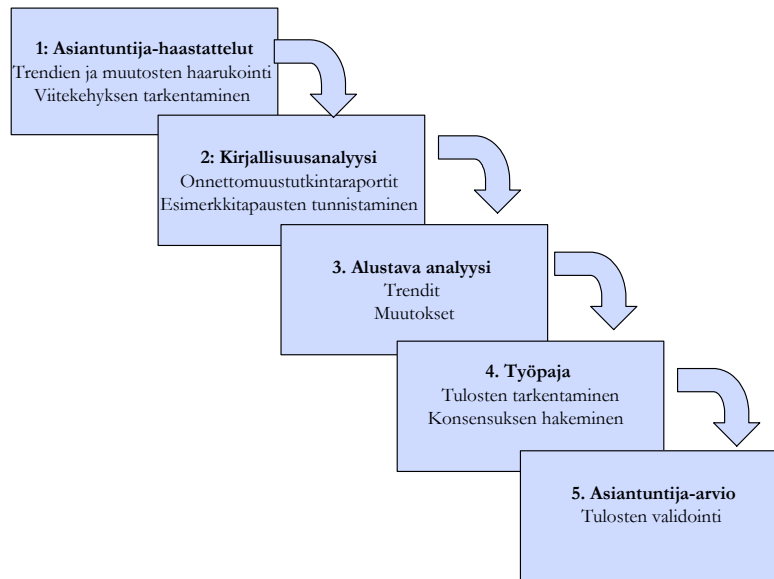 1: Asiantuntija-haastattelut
Trendien ja muutosten haarukointi
Viitekehyksen tarkentaminen
2: Kirjallisuusanalyysi
Onnettomuustutkintaraportit
Esimerkkitapausten tunnistaminen
3. Alustava analyysi
Trendit
Muutokset
4. Työpaja
Tulosten tarkentaminen
Konsensuksen hakeminen
5. Asiantuntija-arvio
Tulosten validointi